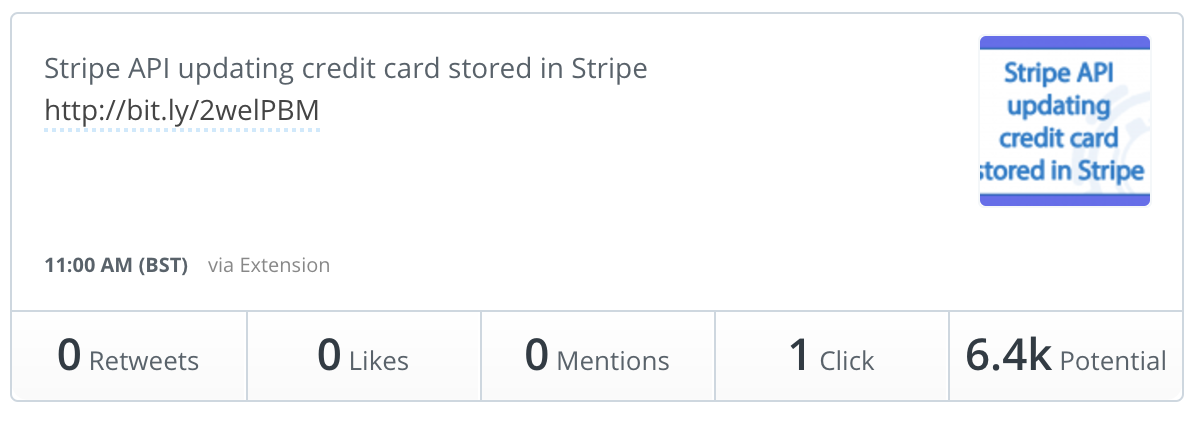 Stripe API updating credit card stored in Stripe
http://bit.ly/2welPBM
Stripe API
updating
credit card
stored in Stripe
11:00 AM (BST) via Extension
0 Retweets
0 Likes
0 Mentions
1 Click
6.4k Potential